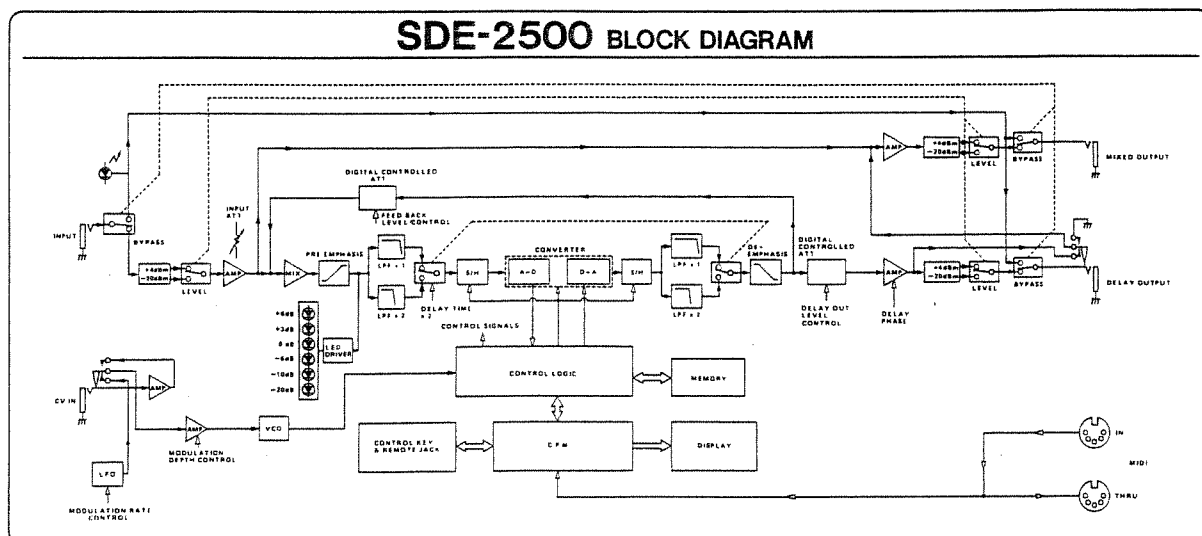 SDE-2500 BLOCK DIAGRAM
INPUT
BYPASS
+4dBm
-20dBm
LEVEL
INPUT
ATT
AMP
DIGITAL CONTROLLED
ATT
FEED BACK
LEVEL CONTROL
MIX
PRE EMPHASIS
LPF x 1
LPF x 2
DELAY TIME
x 2
S/H
CONVERTER
A-D
D-A
S/H
LPF x 1
LPF x 2
DE-
EMPHASIS
DIGITAL
CONTROLLED
ATT
DELAY OUT
LEVEL
CONTROL
AMP
DELAY
PHASE
AMP
+4dBm
-20dBm
LEVEL
BYPASS
MIXED OUTPUT
+4dBm
-20dBm
LEVEL
BYPASS
DELAY OUTPUT
+6dB
+3dB
0dB
-6dB
-10dB
-20dB
LED
DRIVER
CONTROL SIGNALS
CONTROL LOGIC
MEMORY
CV IN
AMP
AMP
MODULATION
DEPTH CONTROL
VCO
LFO
MODULATION RATE
CONTROL
CONTROL KEY
& REMOTE JACK
DISPLAY
IN
MIDI
THRU